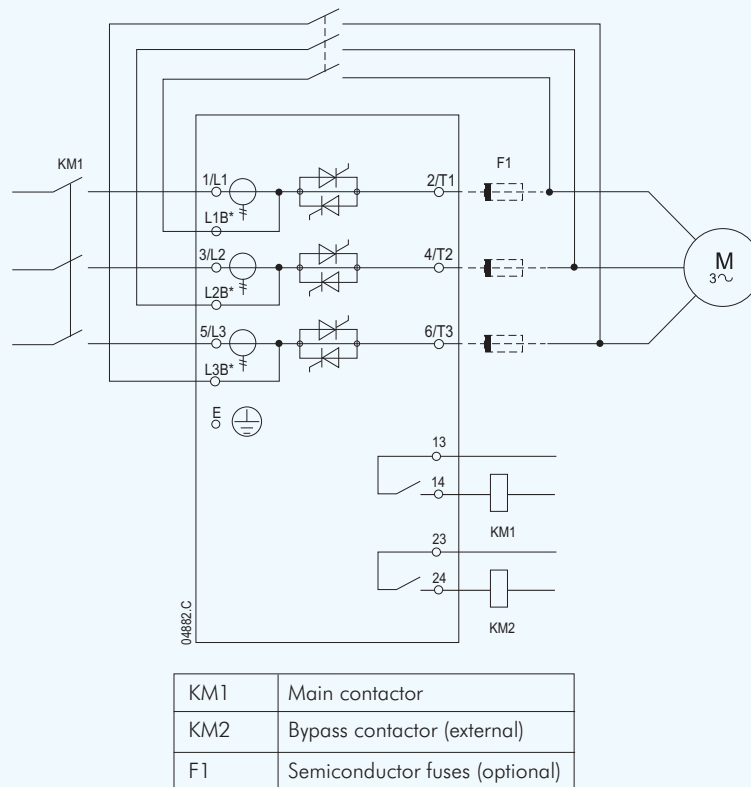 KM1
1/L1
2/T1
F1
L1B*
3/L2
4/T2
M
3~
L2B*
5/L3
6/T3
L3B*
E
13
14
KM1
23
24
KM2
04882.C
KM1 Main contactor
KM2 Bypass contactor (external)
F1 Semiconductor fuses (optional)